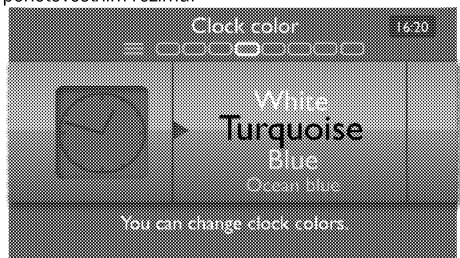 Clock color
16:20
White
Turquoise
Blue
Ocean blue
You can change clock colors.